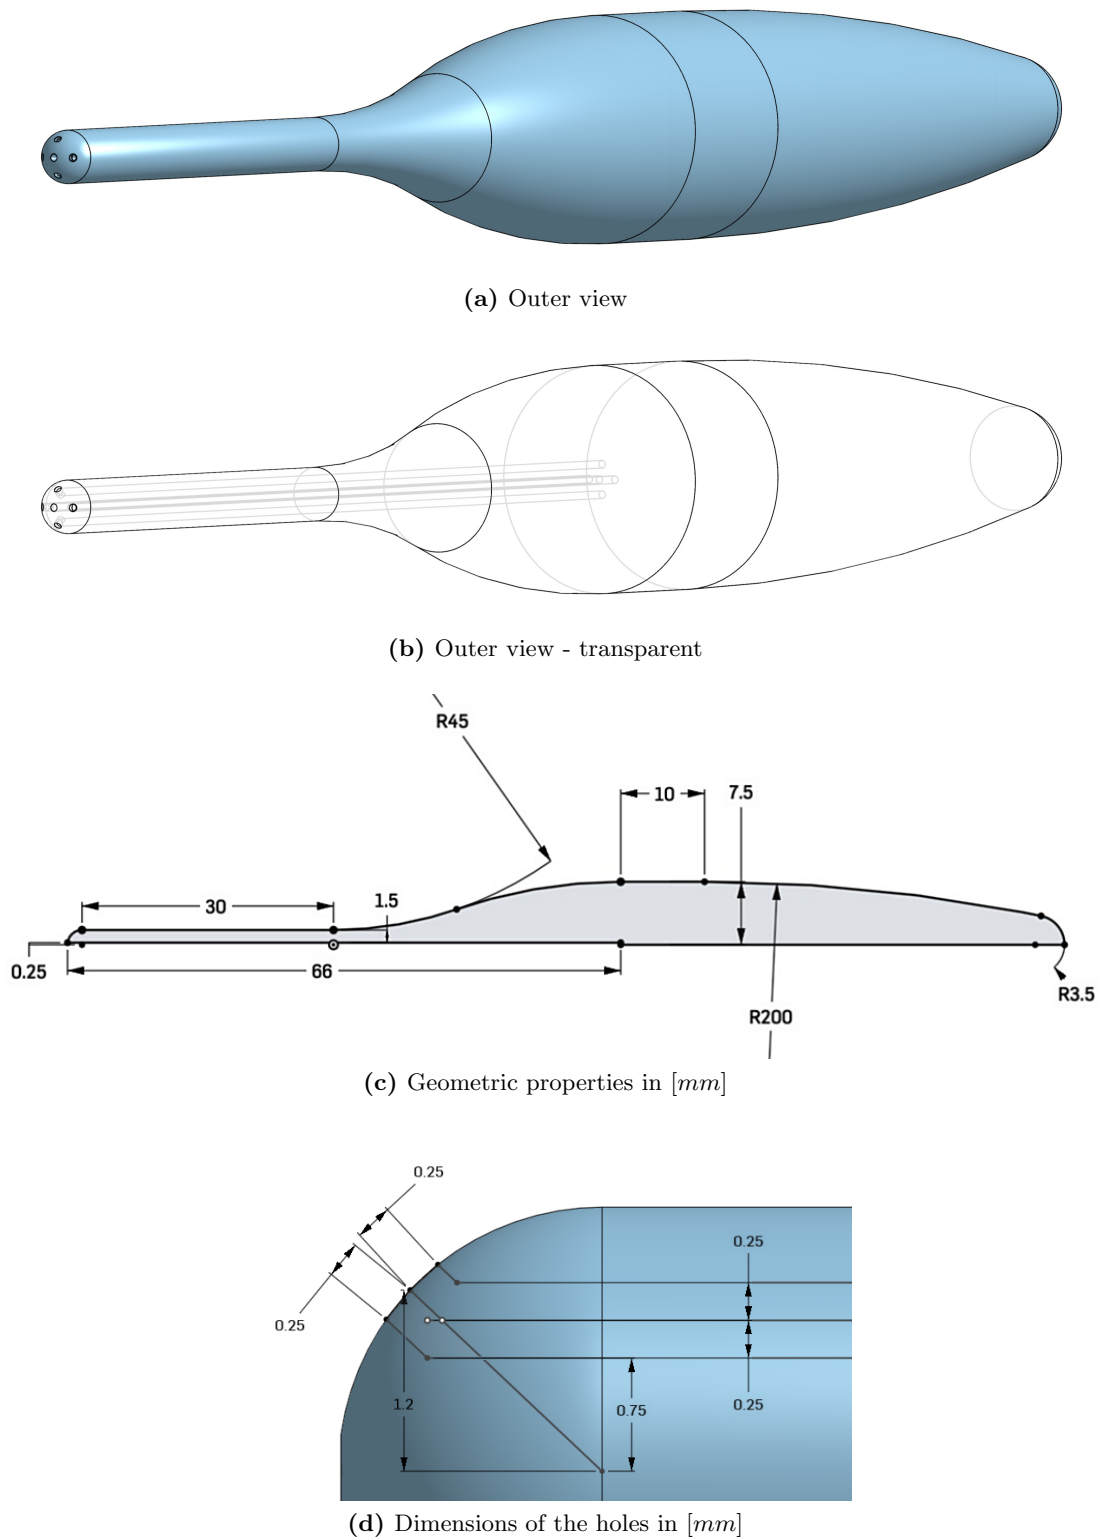 (a) Outer view
(b) Outer view - transparent
R45
10
7.5
30
1.5
0.25
66
R200
R3.5
(c) Geometric properties in [mm]
0.25
0.25
0.25
1.2
0.75
0.25
(d) Dimensions of the holes in [mm]